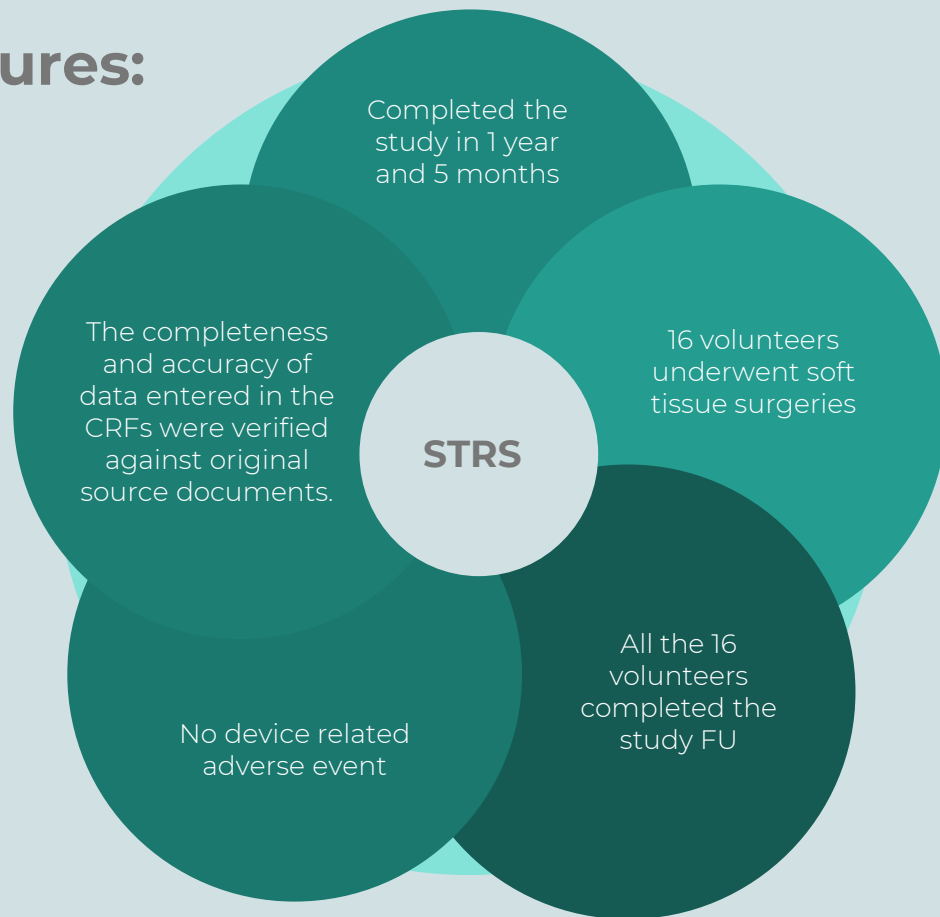 ures:
Completed the
study in 1 year
and 5 months
16 volunteers
underwent soft
tissue surgeries
All the 16
volunteers
completed the
study FU
No device related
adverse event
The completeness
and accuracy of
data entered in the
CRFs were verified
against original
source documents.
STRS